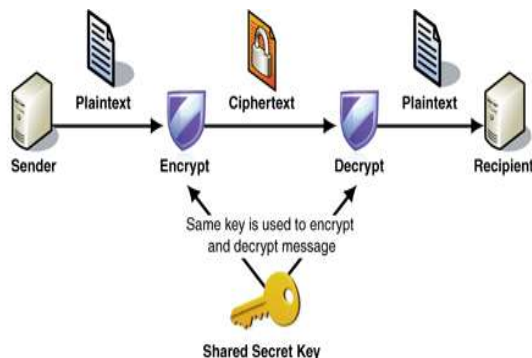 Plaintext
Ciphertext
Plaintext
Sender
Encrypt
Decrypt
Recipient
Same key is used to encrypt
and decrypt message
Shared Secret Key